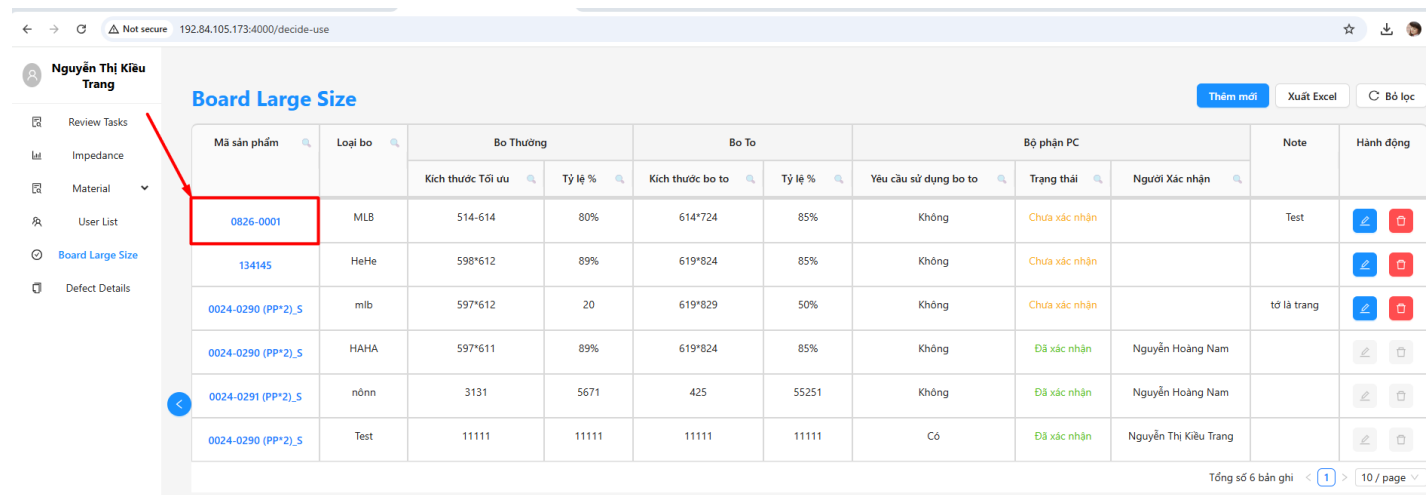 Not secure 192.84.105.173:4000/decide-use
Nguyễn Thị Kiều
Trang
Review Tasks
Impedance
Material
User List
Board Large Size
Defect Details
Board Large Size
Thêm mới Xuất Excel Bỏ lọc
Mã sản phẩm Loại bo Bo Thường Bo To Bộ phận PC Note Hành động
Kích thước Tối ưu Tỷ lệ % Kích thước bo to Tỷ lệ % Yêu cầu sử dụng bo to Trạng thái Người Xác nhận
0826-0001 MLB 514-614 80% 614*724 85% Không Chưa xác nhận Test
134145 HeHe 598*612 89% 619*824 85% Không Chưa xác nhận
0024-0290 (PP*2)_S mlb 597*612 20 619*829 50% Không Chưa xác nhận tớ là trang
0024-0290 (PP*2)_S HAHA 597*611 89% 619*824 85% Không Đã xác nhận Nguyễn Hoàng Nam
0024-0291 (PP*2)_S nônn 3131 5671 425 55251 Không Đã xác nhận Nguyễn Hoàng Nam
0024-0290 (PP*2)_S Test 11111 11111 11111 11111 Có Đã xác nhận Nguyễn Thị Kiều Trang
Tổng số 6 bản ghi < 1 > 10 / page